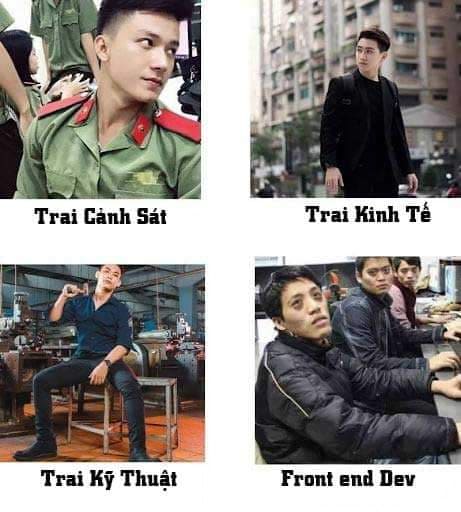 Trai Cảnh Sát
Trai Kinh Tế
Trai Kỹ Thuật
Front end Dev